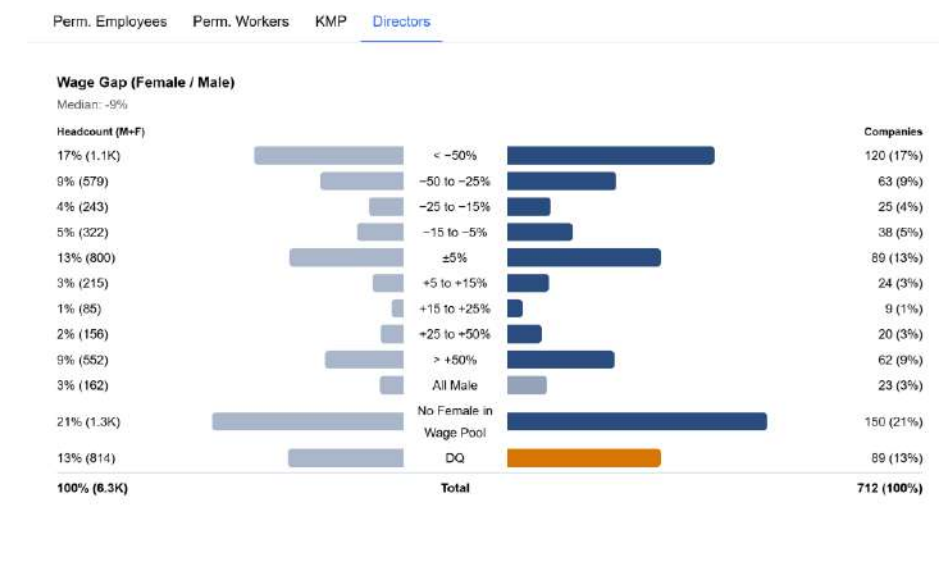 Perm. Employees Perm. Workers KMP Directors
Wage Gap (Female / Male)
Median: -9%
Headcount (M+F) Companies
17% (1.1K) < −50% 120 (17%)
9% (579) −50 to −25% 63 (9%)
4% (243) −25 to −15% 25 (4%)
5% (322) −15 to −5% 38 (5%)
13% (800) ±5% 89 (13%)
3% (215) +5 to +15% 24 (3%)
1% (85) +15 to +25% 9 (1%)
2% (156) +25 to +50% 20 (3%)
9% (552) > +50% 62 (9%)
3% (162) All Male 23 (3%)
21% (1.3K) No Female in Wage Pool 150 (21%)
13% (814) DQ 89 (13%)
100% (6.3K) Total 712 (100%)